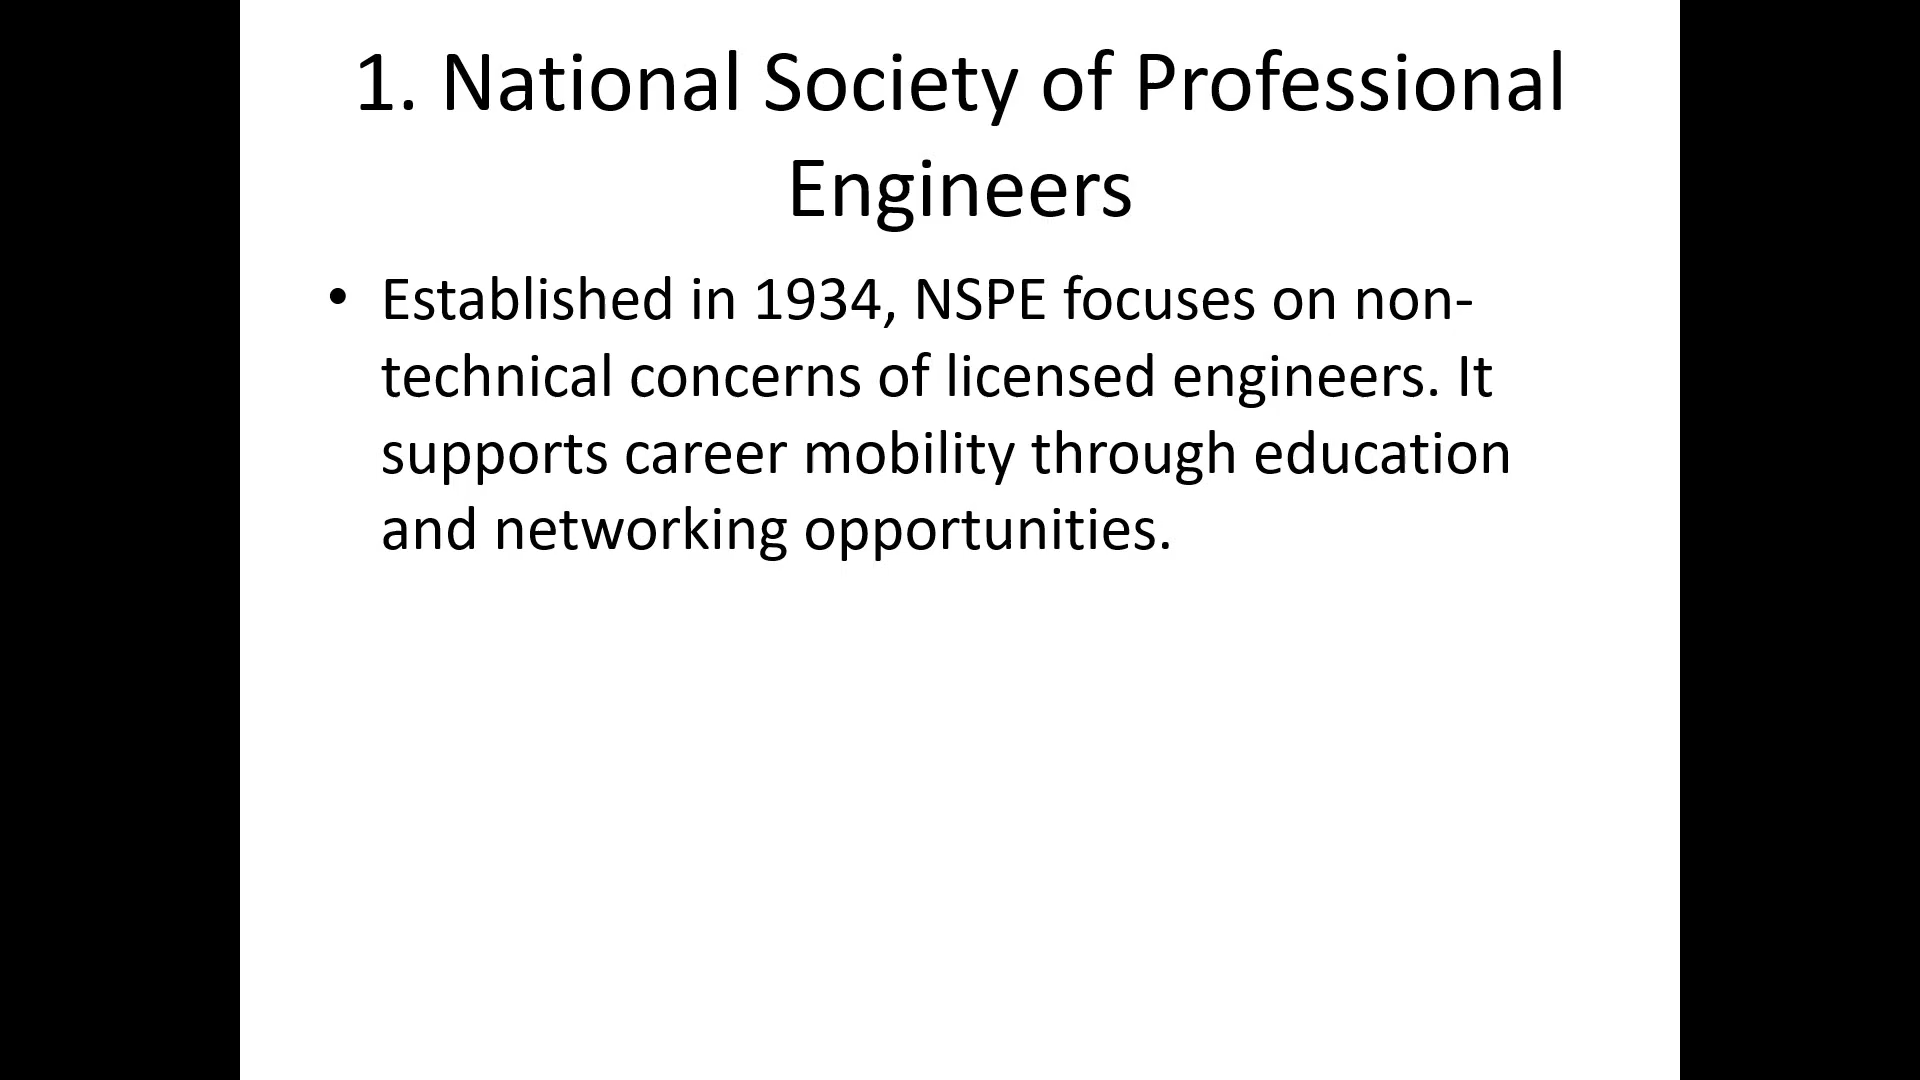 1. National Society of Professional
Engineers
• Established in 1934, NSPE focuses on non-
technical concerns of licensed engineers. It
supports career mobility through education
and networking opportunities.